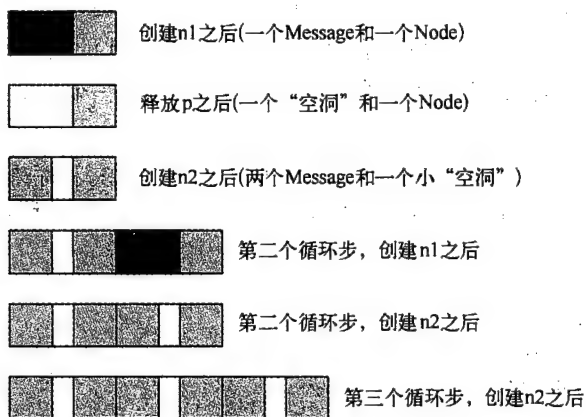 创建n1之后(一个Message和一个Node)
释放p之后(一个“空洞”和一个Node)
创建n2之后(两个Message和一个小“空洞”)
第二个循环步，创建n1之后
第二个循环步，创建n2之后
第三个循环步，创建n2之后